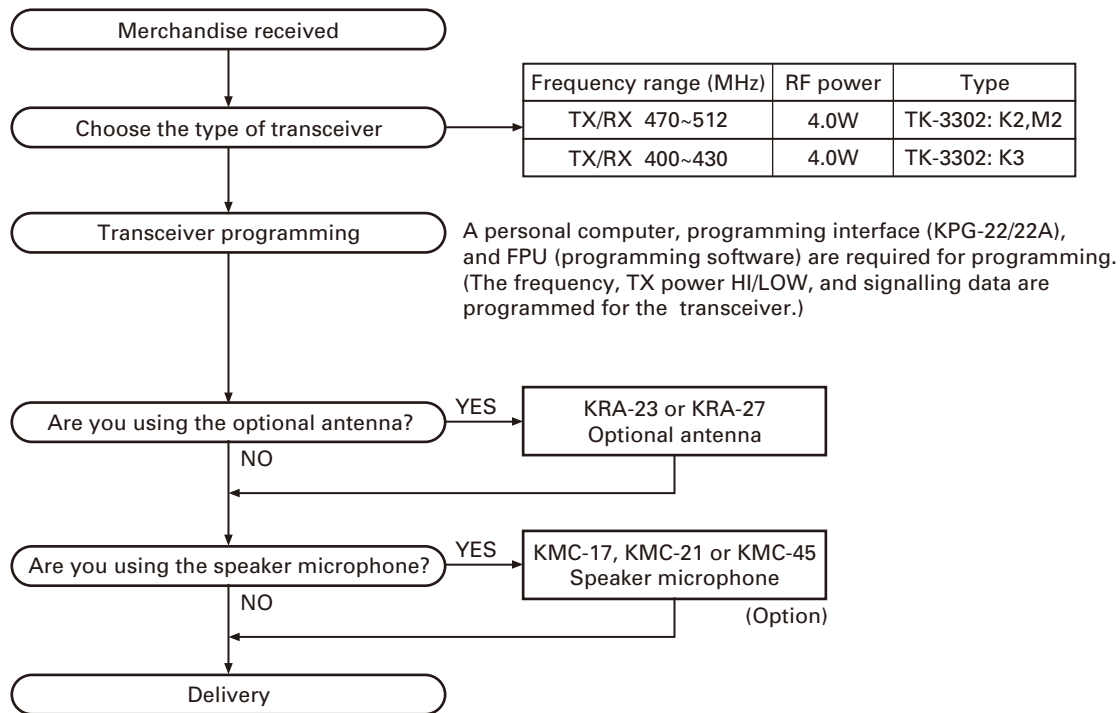 Merchandise received
Choose the type of transceiver
Frequency range (MHz) RF power Type
TX/RX 470~512 4.0W TK-3302: K2,M2
TX/RX 400~430 4.0W TK-3302: K3
Transceiver programming
A personal computer, programming interface (KPG-22/22A),
and FPU (programming software) are required for programming.
(The frequency, TX power HI/LOW, and signalling data are
programmed for the transceiver.)
Are you using the optional antenna?
YES
KRA-23 or KRA-27
Optional antenna
NO
Are you using the speaker microphone?
YES
KMC-17, KMC-21 or KMC-45
Speaker microphone
(Option)
NO
Delivery